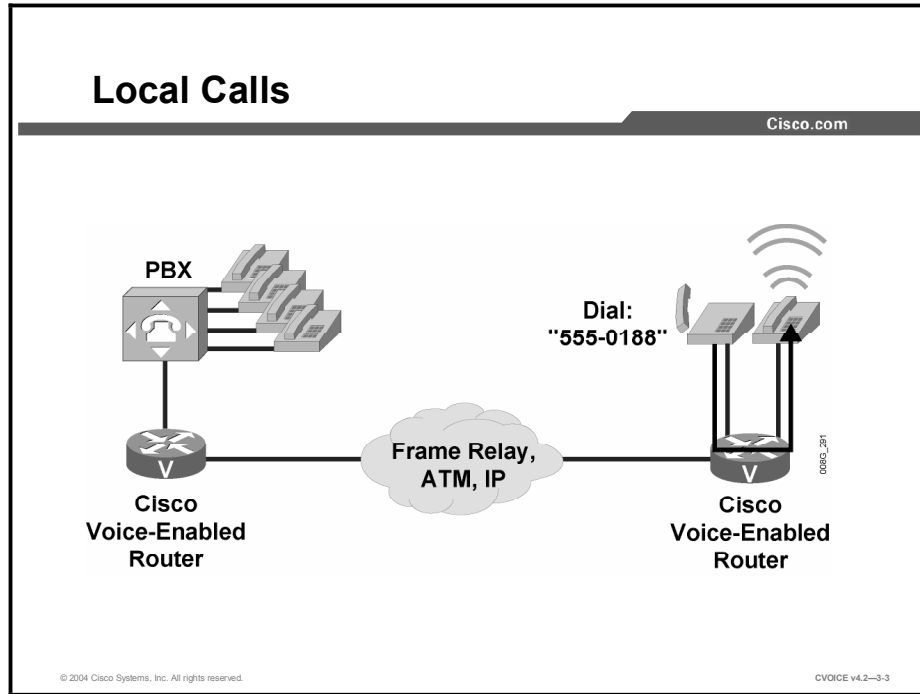 Local Calls
Cisco.com
PBX
Dial:
"555-0188"
Frame Relay,
ATM, IP
V
Cisco
Voice-Enabled
Router
V
Cisco
Voice-Enabled
Router
008G_291
© 2004 Cisco Systems, Inc. All rights reserved.
CVOICE v4.2—3-3